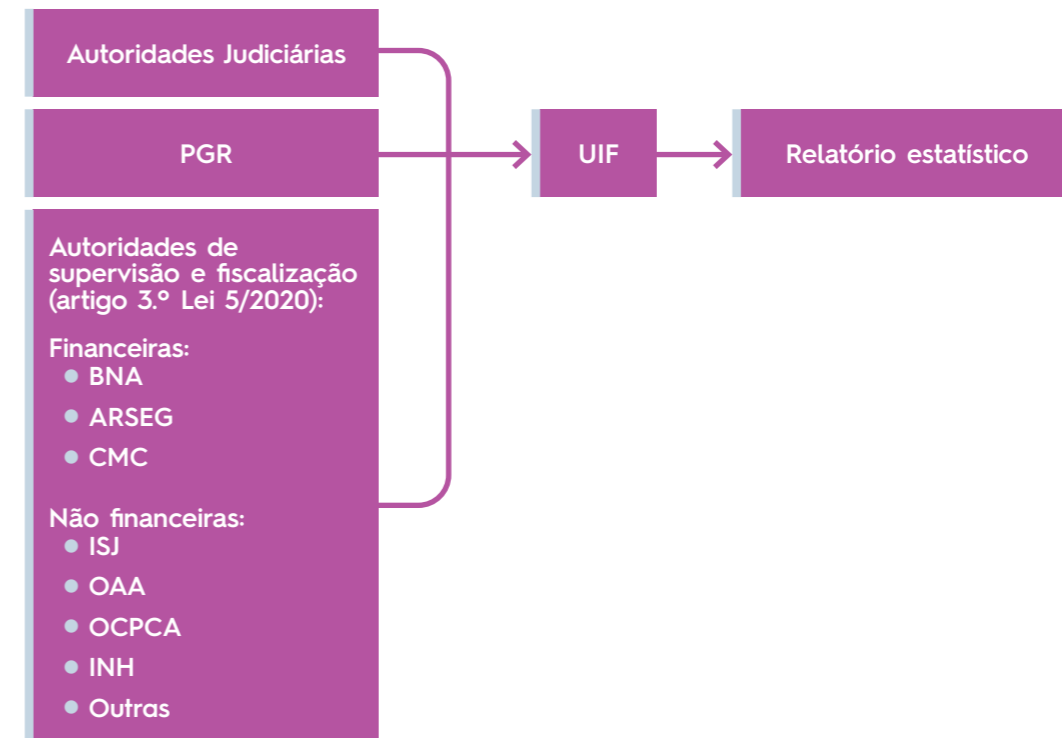 Autoridades Judiciárias
PGR
UIF
Relatório estatístico
Autoridades de
supervisão e fiscalização
(artigo 3.º Lei 5/2020):
Financeiras:
BNA
ARSEG
CMC
Não financeiras:
ISJ
OAA
OCPCA
INH
Outras